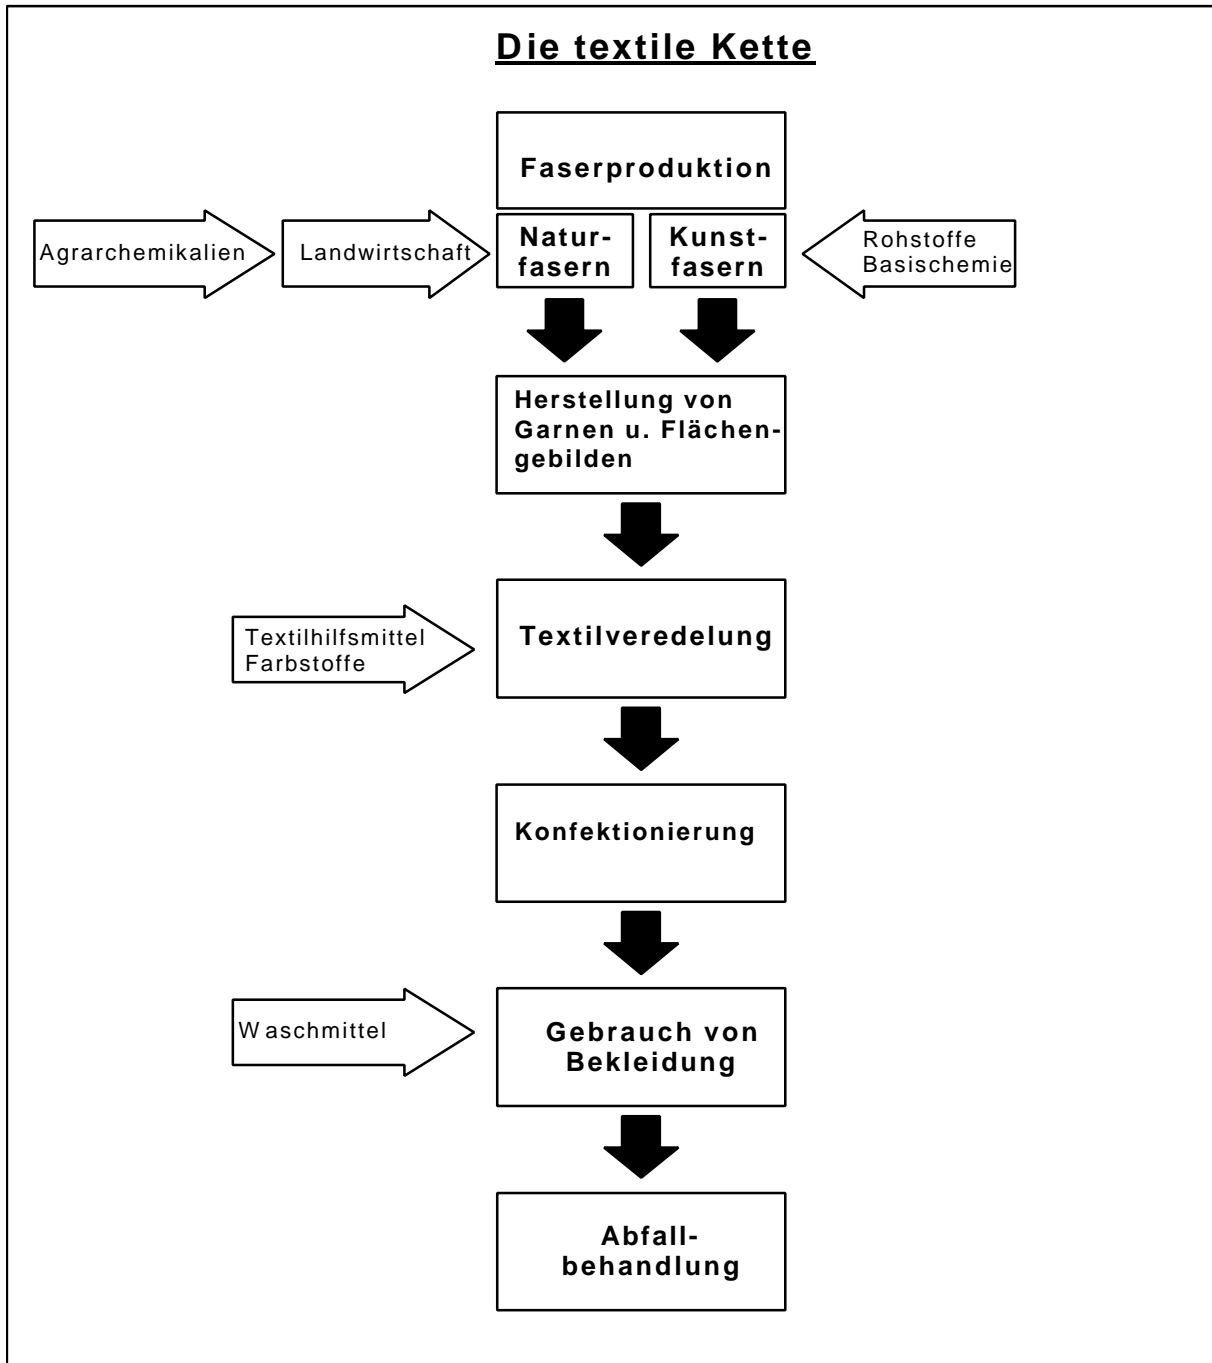 Die textile Kette
Faserproduktion
Agrarchemikalien
Landwirtschaft
Natur-
fasern
Kunst-
fasern
Rohstoffe
Basischemie
Herstellung von
Garnen u. Flächen-
gebilden
Textilhilfsmittel
Farbstoffe
Textilveredelung
Konfektionierung
Waschmittel
Gebrauch von
Bekleidung
Abfall-
behandlung